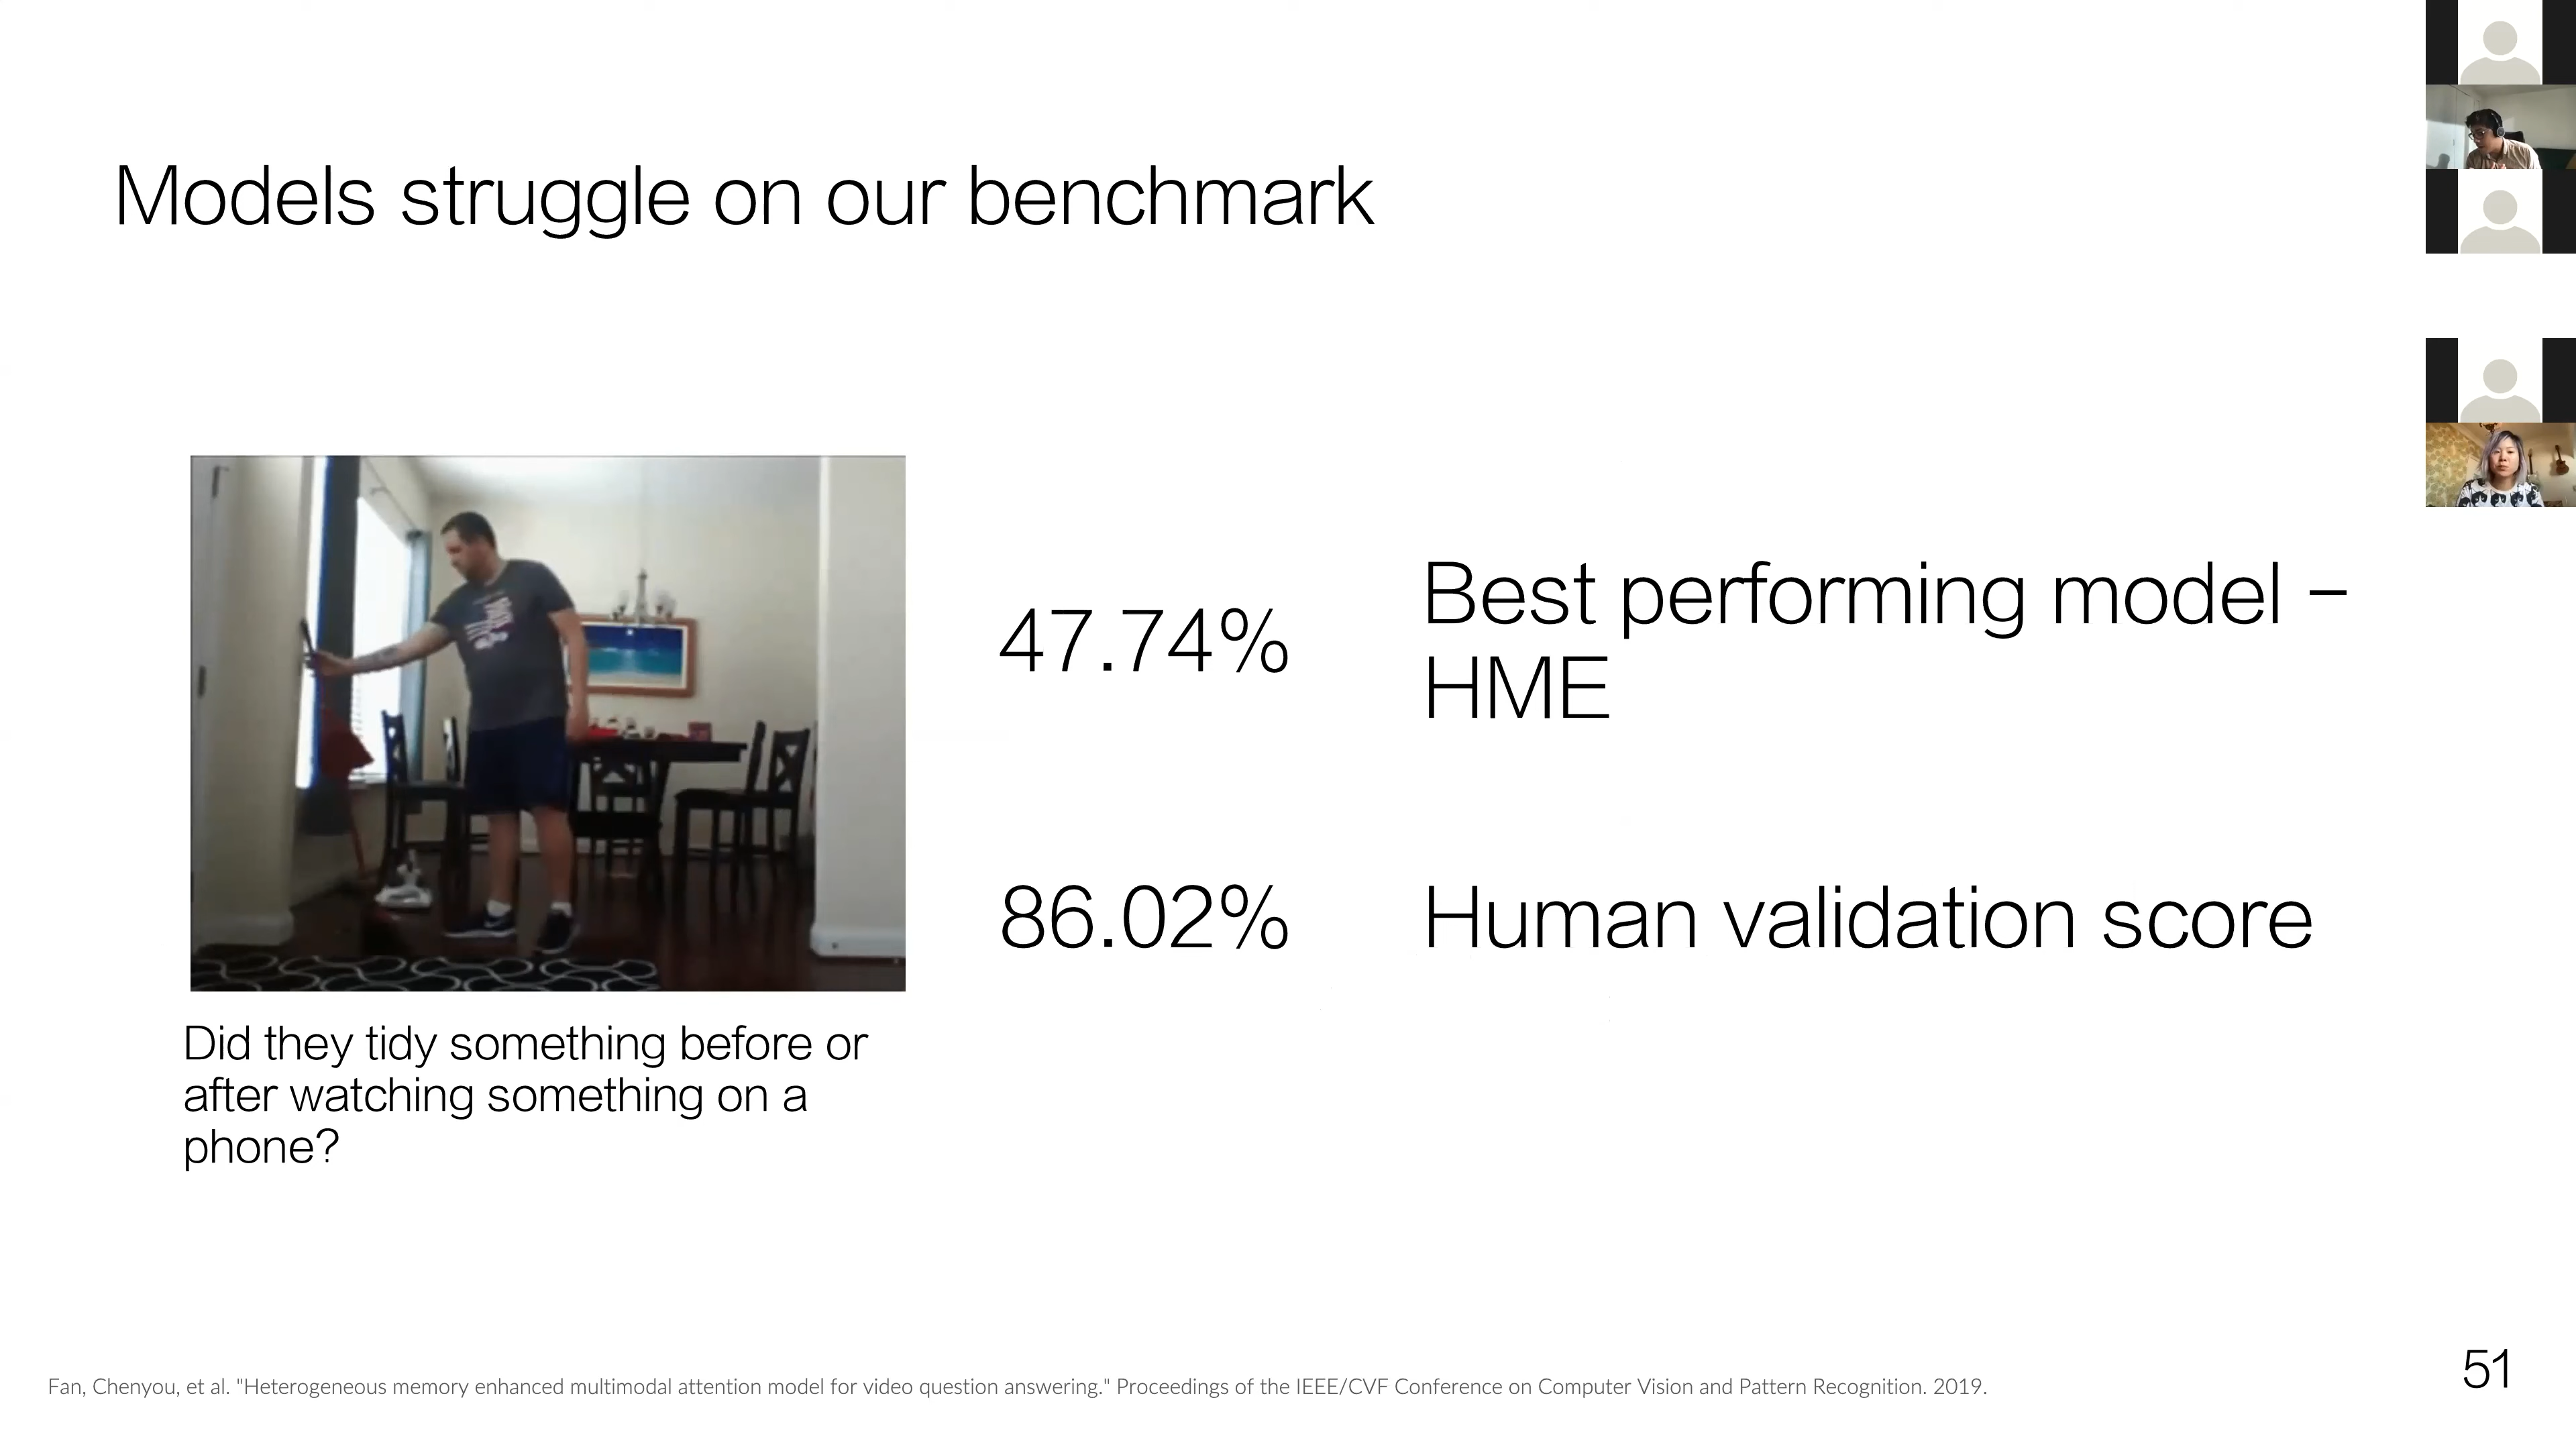 Models struggle on our benchmark
47.74%
Best performing model –
HME
86.02%
Human validation score
Did they tidy something before or
after watching something on a
phone?
Fan, Chenyou, et al. "Heterogeneous memory enhanced multimodal attention model for video question answering." Proceedings of the IEEE/CVF Conference on Computer Vision and Pattern Recognition. 2019.
51